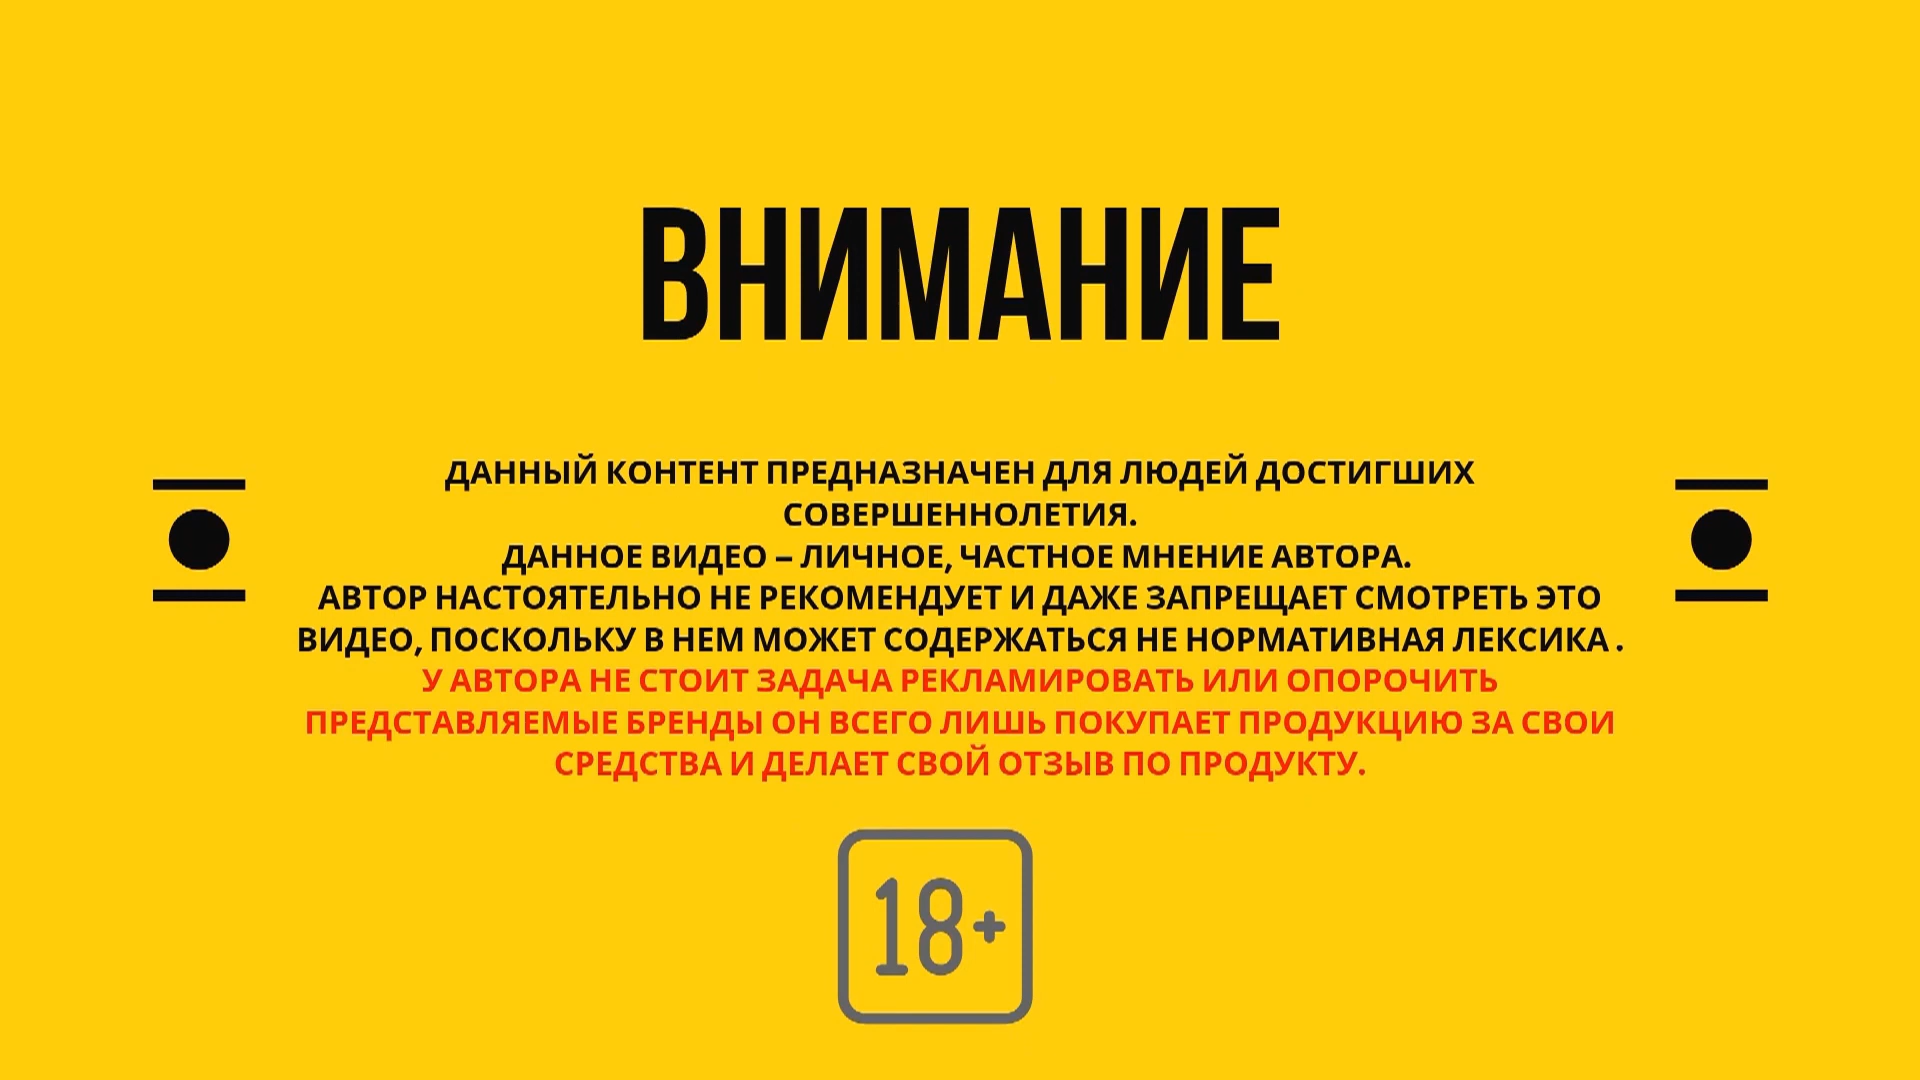 ВНИМАНИЕ
ДАННЫЙ КОНТЕНТ ПРЕДНАЗНАЧЕН ДЛЯ ЛЮДЕЙ ДОСТИГШИХ
СОВЕРШЕННОЛЕТИЯ.
ДАННОЕ ВИДЕО – ЛИЧНОЕ, ЧАСТНОЕ МНЕНИЕ АВТОРА.
АВТОР НАСТОЯТЕЛЬНО НЕ РЕКОМЕНДУЕТ И ДАЖЕ ЗАПРЕЩАЕТ СМОТРЕТЬ ЭТО
ВИДЕО, ПОСКОЛЬКУ В НЕМ МОЖЕТ СОДЕРЖАТЬСЯ НЕ НОРМАТИВНАЯ ЛЕКСИКА .
У АВТОРА НЕ СТОИТ ЗАДАЧА РЕКЛАМИРОВАТЬ ИЛИ ОПОРОЧИТЬ
ПРЕДСТАВЛЯЕМЫЕ БРЕНДЫ ОН ВСЕГО ЛИШЬ ПОКУПАЕТ ПРОДУКЦИЮ ЗА СВОИ
СРЕДСТВА И ДЕЛАЕТ СВОЙ ОТЗЫВ ПО ПРОДУКТУ.
18+